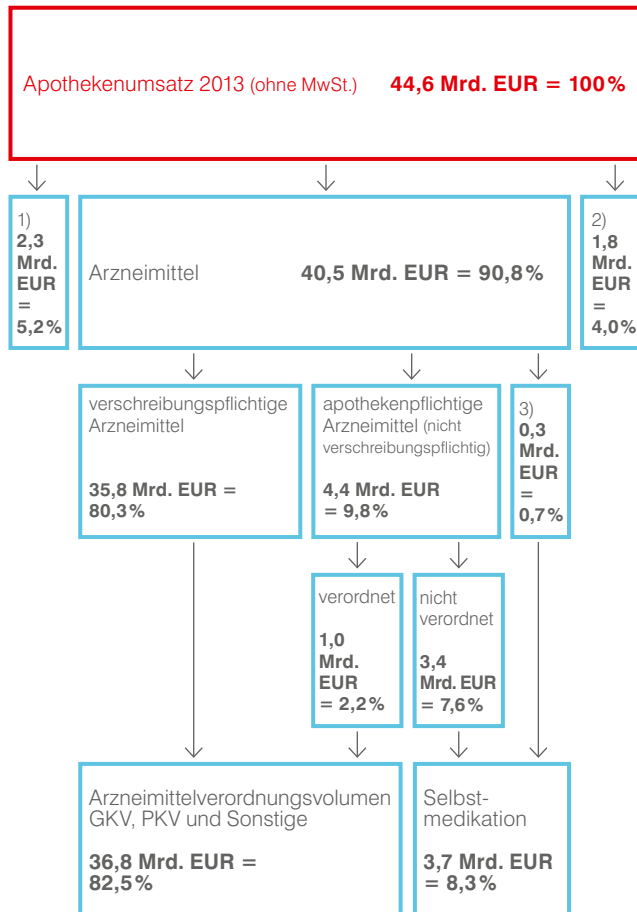 Apothekenumsatz 2013 (ohne MwSt.) 44,6 Mrd. EUR = 100%
1)
2,3
Mrd.
EUR
=
5,2%
Arzneimittel 40,5 Mrd. EUR = 90,8%
2)
1,8
Mrd.
EUR
=
4,0%
verschreibungspflichtige
Arzneimittel
35,8 Mrd. EUR =
80,3%
apothekenpflichtige
Arzneimittel (nicht
verschreibungspflichtig)
4,4 Mrd. EUR
= 9,8%
3)
0,3
Mrd.
EUR
=
0,7%
verordnet
1,0
Mrd.
EUR
= 2,2%
nicht
verordnet
3,4
Mrd. EUR
= 7,6%
Arzneimittelverordnungsvolumen
GKV, PKV und Sonstige
36,8 Mrd. EUR =
82,5%
Selbst-
medikation
3,7 Mrd. EUR
= 8,3%